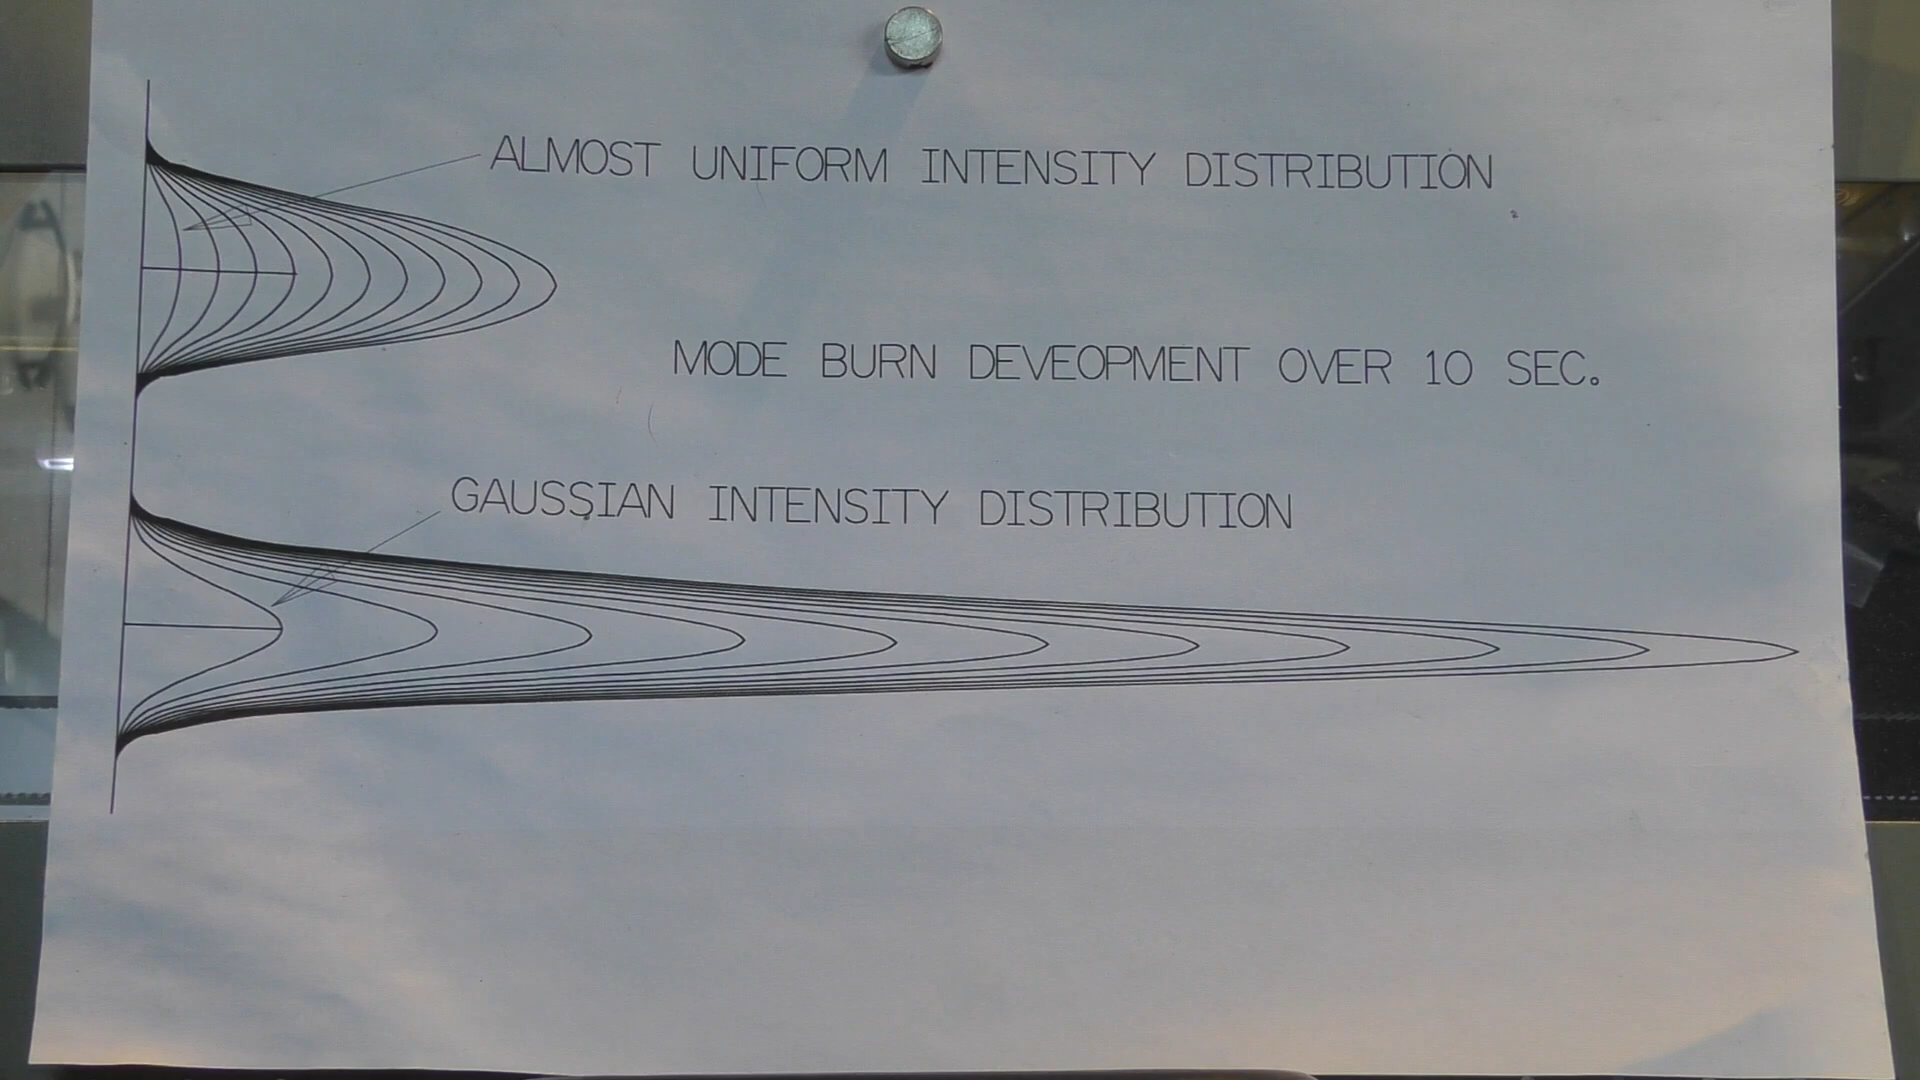 ALMOST UNIFORM INTENSITY DISTRIBUTION
MODE BURN DEVEOPMENT OVER 10 SEC.
GAUSSIAN INTENSITY DISTRIBUTION